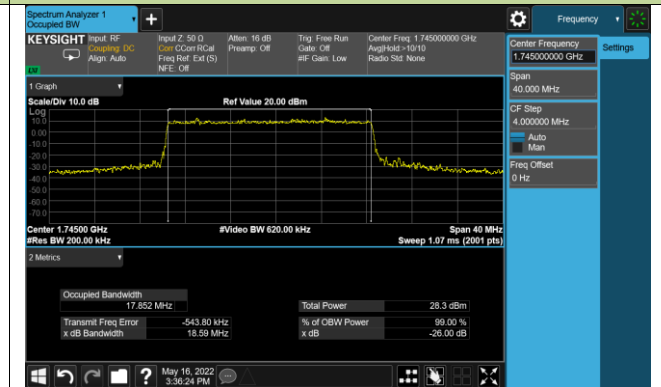 Spectrum Analyzer 1
Occupied BW
+
Frequency
Settings
KEYSIGHT
Input: RF
Coupling: DC
Align: Auto
Input Z: 50 Ω
Corr CCorr RCal
Freq Ref: Ext (S)
NFE: Off
Atten: 16 dB
Preamp: Off
Trig: Free Run
Gate: Off
#IF Gain: Low
Center Freq: 1.745000000 GHz
Avg|Hold:>10/10
Radio Std: None
LW
1 Graph
Scale/Div 10.0 dB
Ref Value 20.00 dBm
Log
10.0
0.00
-10.0
-20.0
-30.0
-40.0
-50.0
-60.0
-70.0
Center 1.74500 GHz
#Video BW 620.00 kHz
Span 40 MHz
#Res BW 200.00 kHz
Sweep 1.07 ms (2001 pts)
2 Metrics
Occupied Bandwidth
17.852 MHz
Total Power
28.3 dBm
Transmit Freq Error
-543.80 kHz
% of OBW Power
99.00 %
x dB Bandwidth
18.59 MHz
x dB
-26.00 dB
Center Frequency
1.745000000 GHz
Span
40.000 MHz
CF Step
4.000000 MHz
Auto
Man
Freq Offset
0 Hz
?
May 16, 2022
3:36:24 PM